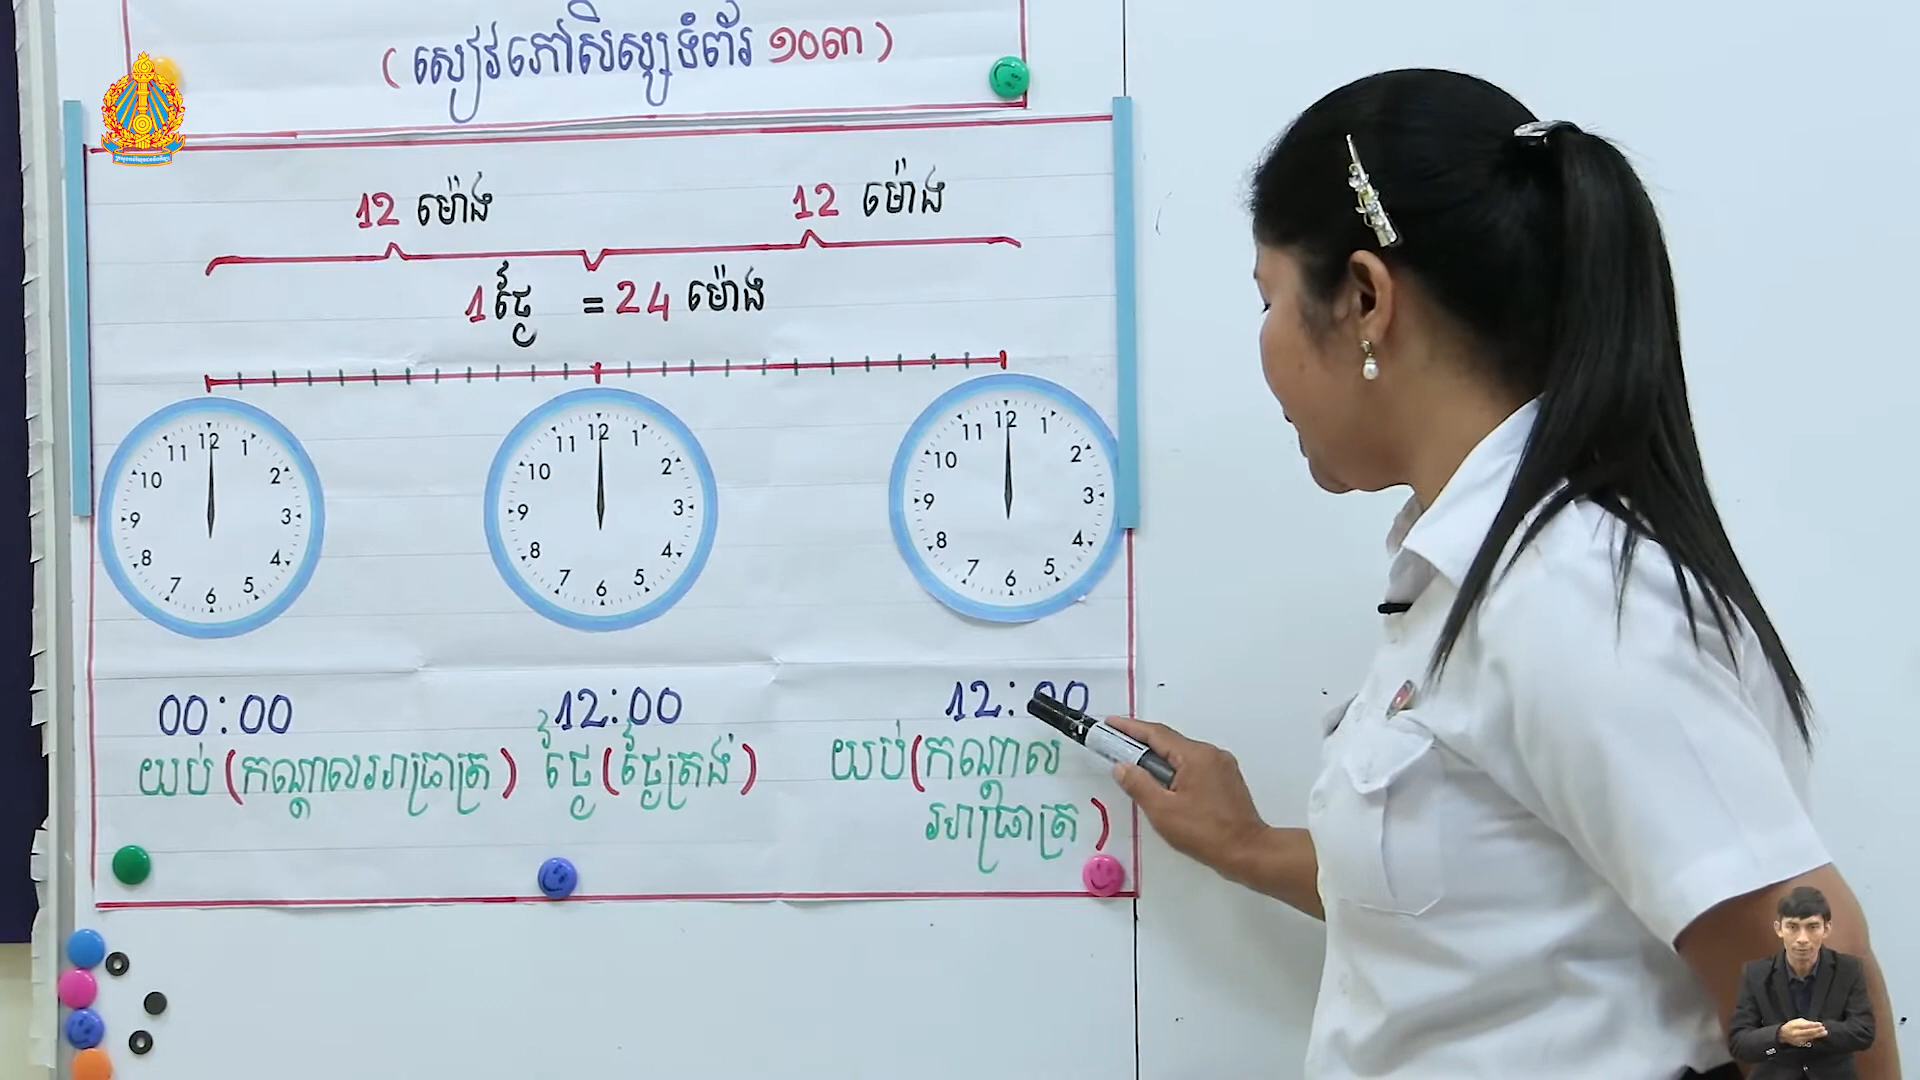 ( សៀវភៅសិស្សទំព័រ ១០៣ )
12 ម៉ោង 12 ម៉ោង
1ថ្ងៃ = 24 ម៉ោង
12 1 2 3 4 5 6 7 8 9 10 11
12 1 2 3 4 5 6 7 8 9 10 11
12 1 2 3 4 5 6 7 8 9 10 11
00:00 12:00 12:00
យប់ (កណ្ដាលអាធ្រាត្រ) ថ្ងៃ (ថ្ងៃត្រង់) យប់(កណ្ដាល
អាធ្រាត្រ)